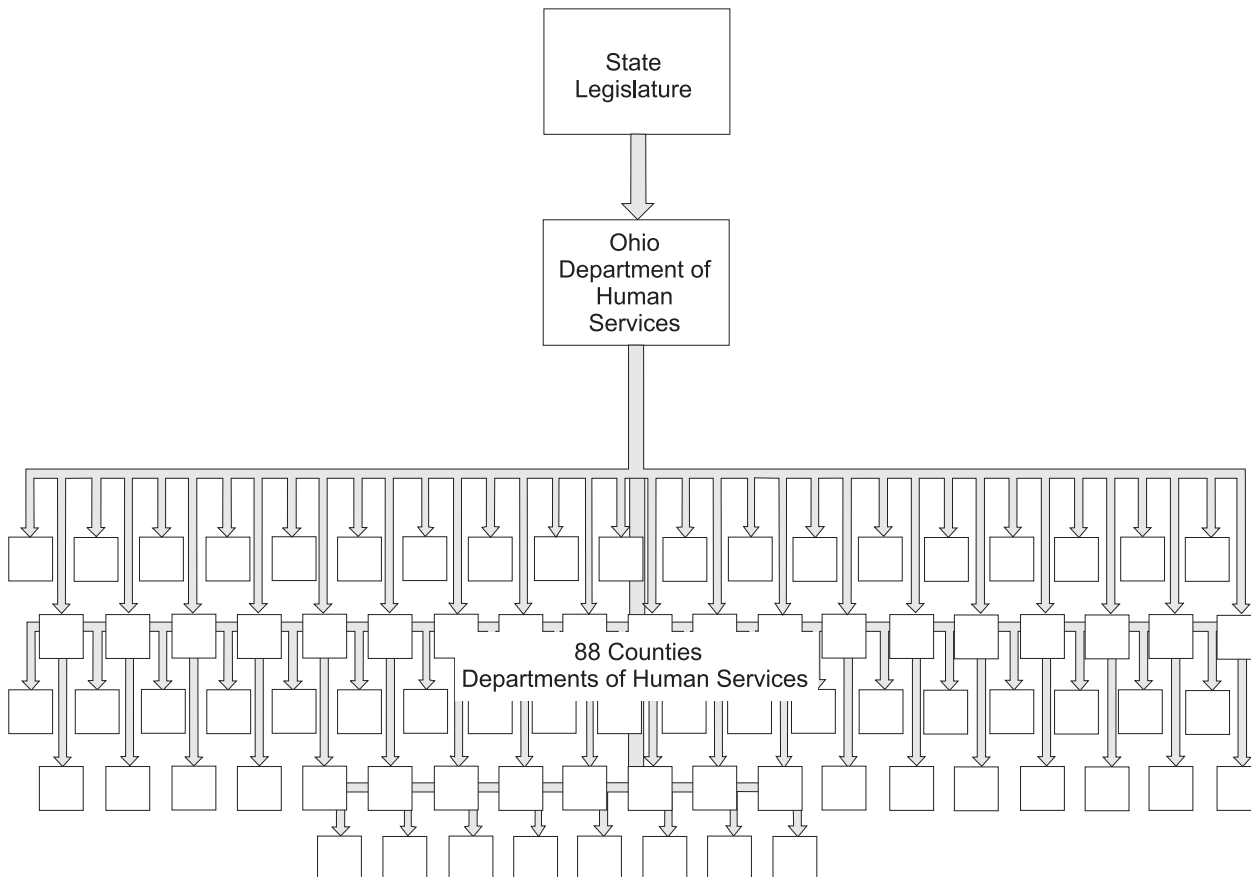 State
Legislature
Ohio
Department of
Human
Services
88 Counties
Departments of Human Services